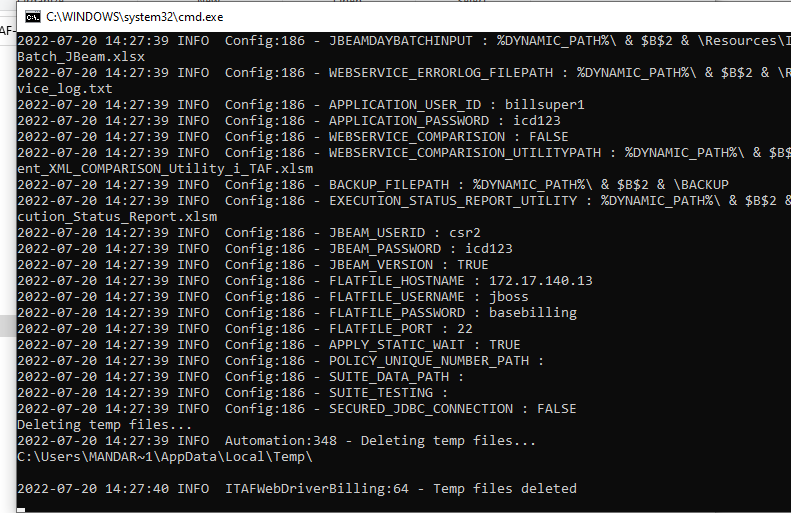 C:\WINDOWS\system32\cmd.exe
AF-
2022-07-20 14:27:39 INFO  Config:186 - JBEAMDAYBATCHINPUT : %DYNAMIC_PATH%\ & $B$2 & \Resources\I
Batch_JBeam.xlsx
2022-07-20 14:27:39 INFO  Config:186 - WEBSERVICE_ERRORLOG_FILEPATH : %DYNAMIC_PATH%\ & $B$2 & \R
vice_log.txt
2022-07-20 14:27:39 INFO  Config:186 - APPLICATION_USER_ID : billsuper1
2022-07-20 14:27:39 INFO  Config:186 - APPLICATION_PASSWORD : icd123
2022-07-20 14:27:39 INFO  Config:186 - WEBSERVICE_COMPARISION : FALSE
2022-07-20 14:27:39 INFO  Config:186 - WEBSERVICE_COMPARISION_UTILITYPATH : %DYNAMIC_PATH%\ & $B$
ent_XML_COMPARISON_Utility_i_TAF.xlsm
2022-07-20 14:27:39 INFO  Config:186 - BACKUP_FILEPATH : %DYNAMIC_PATH%\ & $B$2 & \BACKUP
2022-07-20 14:27:39 INFO  Config:186 - EXECUTION_STATUS_REPORT_UTILITY : %DYNAMIC_PATH%\ & $B$2 &
cution_Status_Report.xlsm
2022-07-20 14:27:39 INFO  Config:186 - JBEAM_USERID : csr2
2022-07-20 14:27:39 INFO  Config:186 - JBEAM_PASSWORD : icd123
2022-07-20 14:27:39 INFO  Config:186 - JBEAM_VERSION : TRUE
2022-07-20 14:27:39 INFO  Config:186 - FLATFILE_HOSTNAME : 172.17.140.13
2022-07-20 14:27:39 INFO  Config:186 - FLATFILE_USERNAME : jboss
2022-07-20 14:27:39 INFO  Config:186 - FLATFILE_PASSWORD : basebilling
2022-07-20 14:27:39 INFO  Config:186 - FLATFILE_PORT : 22
2022-07-20 14:27:39 INFO  Config:186 - APPLY_STATIC_WAIT : TRUE
2022-07-20 14:27:39 INFO  Config:186 - POLICY_UNIQUE_NUMBER_PATH :
2022-07-20 14:27:39 INFO  Config:186 - SUITE_DATA_PATH :
2022-07-20 14:27:39 INFO  Config:186 - SUITE_TESTING :
2022-07-20 14:27:39 INFO  Config:186 - SECURED_JDBC_CONNECTION : FALSE
Deleting temp files...
2022-07-20 14:27:39 INFO  Automation:348 - Deleting temp files...
C:\Users\MANDAR~1\AppData\Local\Temp\
2022-07-20 14:27:40 INFO  ITAFWebDriverBilling:64 - Temp files deleted